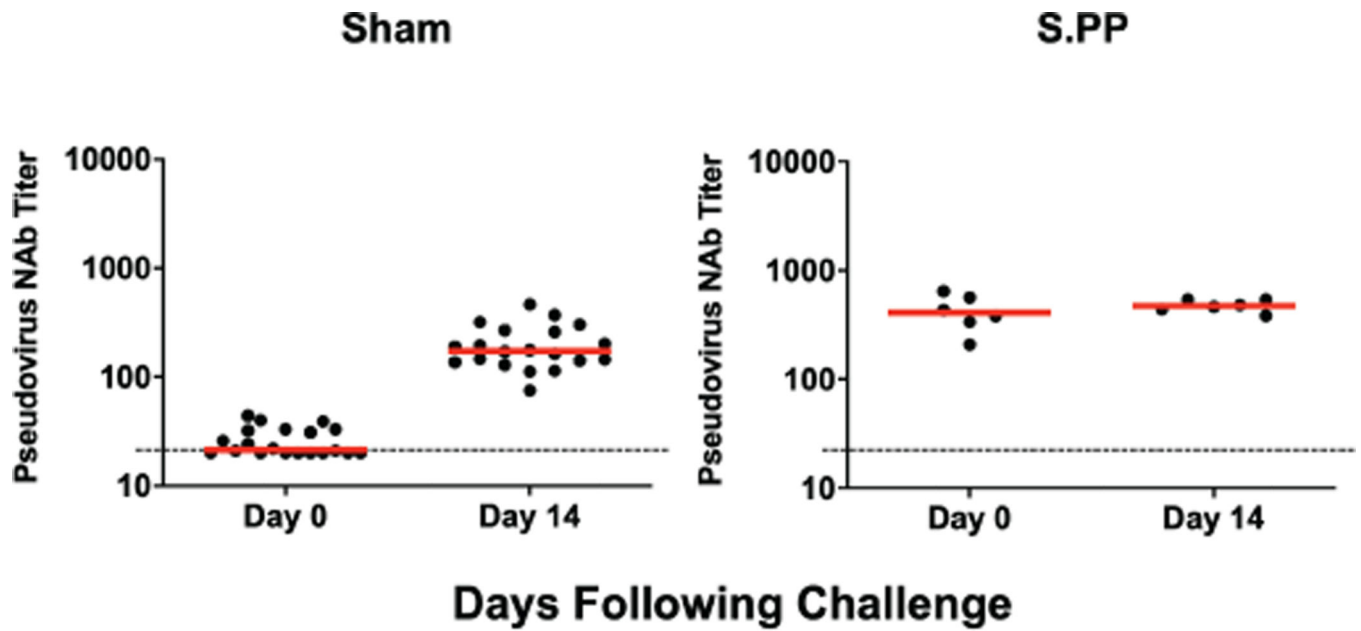 Sham
S.PP
Pseudovirus NAb Titer
10000
1000
100
10
Day 0
Day 14
Pseudovirus NAb Titer
10000
1000
100
10
Day 0
Day 14
Days Following Challenge